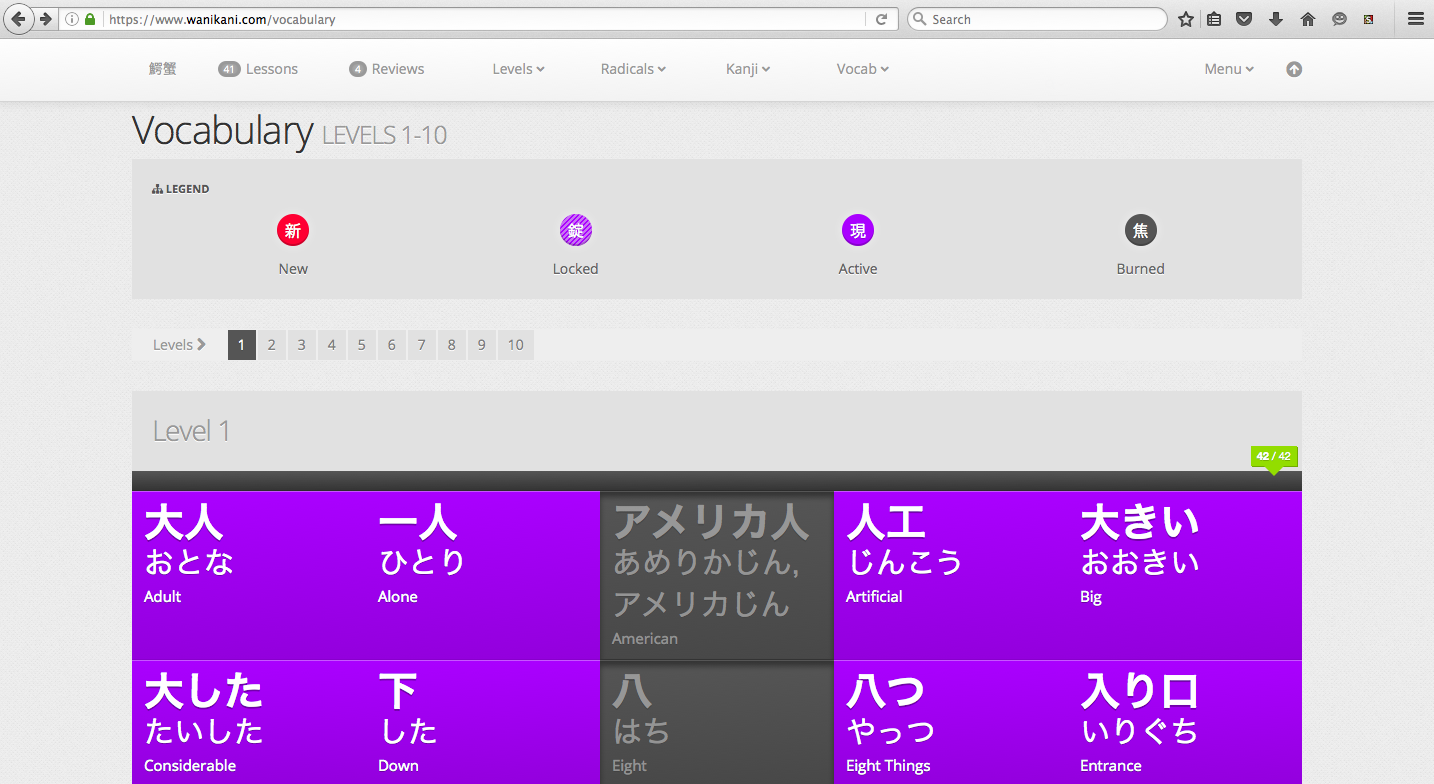 https://www.wanikani.com/vocabulary
Search
鰐蟹
41 Lessons
4 Reviews
Levels
Radicals
Kanji
Vocab
Menu
Vocabulary LEVELS 1-10
LEGEND
新
錠
現
焦
New
Locked
Active
Burned
Levels
1 2 3 4 5 6 7 8 9 10
Level 1
42 / 42
大人
おとな
Adult
一人
ひとり
Alone
アメリカ人
あめりかじん,
アメリカじん
American
人工
じんこう
Artificial
大きい
おおきい
Big
大した
たいした
Considerable
下
した
Down
八
はち
Eight
八つ
やっつ
Eight Things
入り口
いりぐち
Entrance